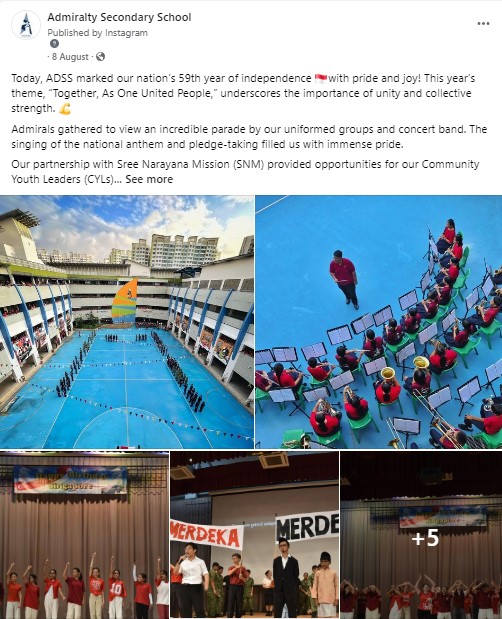 Admiralty Secondary School
Published by Instagram
8 August ·
Today, ADSS marked our nation's 59th year of independence 🇸🇬with pride and joy! This year's
theme, "Together, As One United People," underscores the importance of unity and collective
strength. 💪
Admirals gathered to view an incredible parade by our uniformed groups and concert band. The
singing of the national anthem and pledge-taking filled us with immense pride.
Our partnership with Sree Narayana Mission (SNM) provided opportunities for our Community
Youth Leaders (CYLs)... See more
Singapore
MERDEKA
MERDEK
10
+5